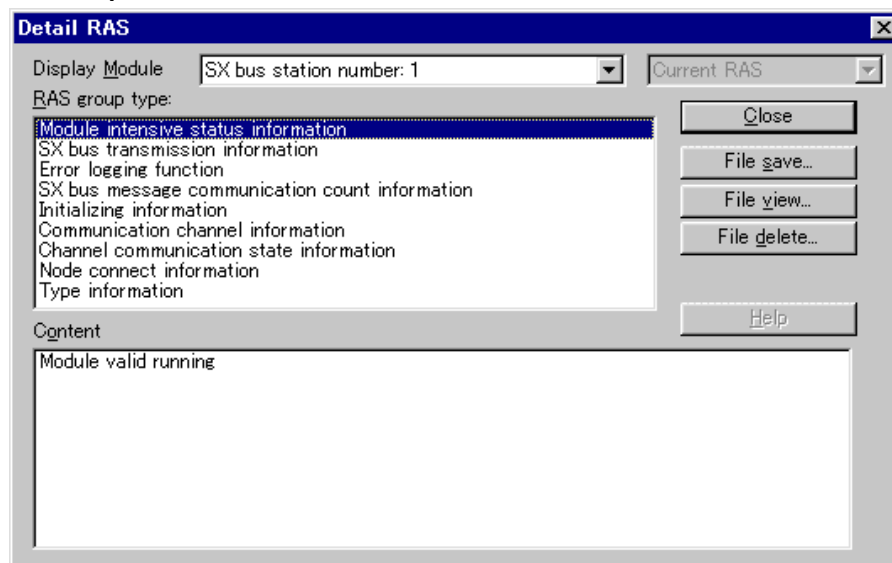 Detail RAS
Display Module SX bus station number: 1 Current RAS
RAS group type:
Module intensive status information
SX bus transmission information
Error logging function
SX bus message communication count information
Initializing information
Communication channel information
Channel communication state information
Node connect information
Type information
Close
File save...
File view...
File delete...
Help
Content
Module valid running